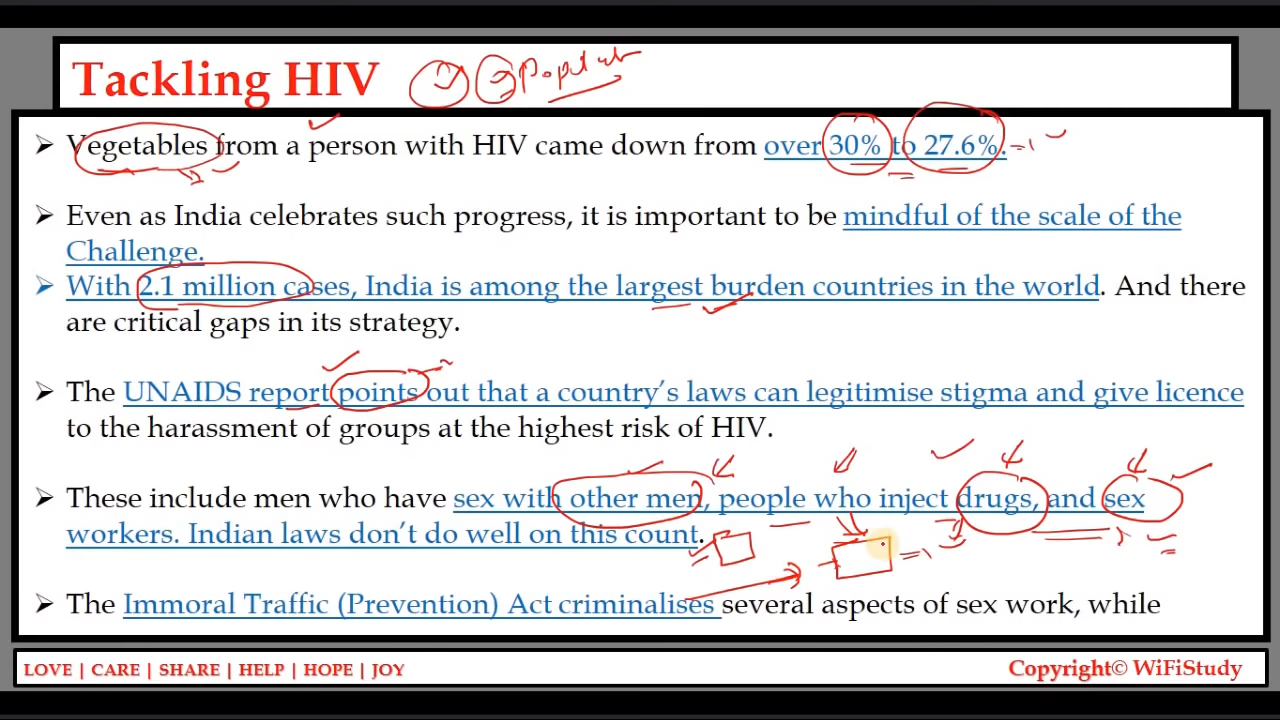 Tackling HIV
➢ Vegetables from a person with HIV came down from over 30% to 27.6%.
➢ Even as India celebrates such progress, it is important to be mindful of the scale of the
Challenge.
➢ With 2.1 million cases, India is among the largest burden countries in the world. And there
are critical gaps in its strategy.
➢ The UNAIDS report points out that a country's laws can legitimise stigma and give licence
to the harassment of groups at the highest risk of HIV.
➢ These include men who have sex with other men, people who inject drugs, and sex
workers. Indian laws don't do well on this count.
➢ The Immoral Traffic (Prevention) Act criminalises several aspects of sex work, while
LOVE | CARE | SHARE | HELP | HOPE | JOY
Copyright© WiFiStudy